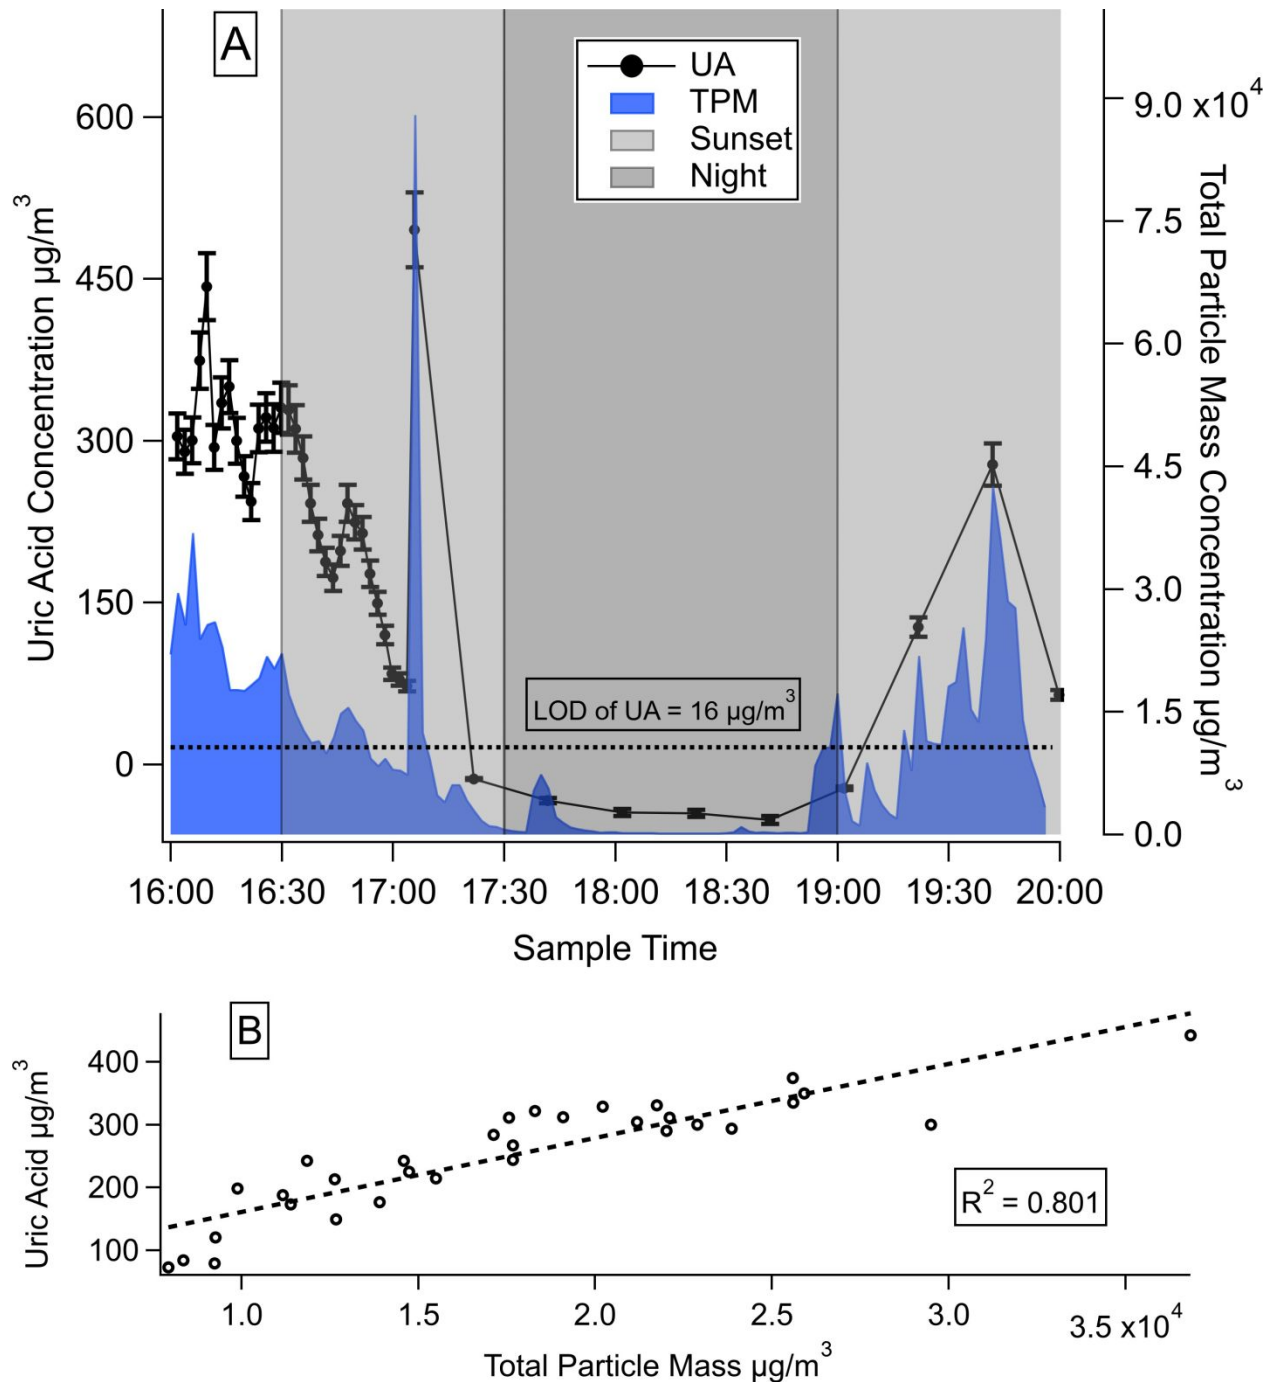 A
UA
TPM
Sunset
Night
600
450
300
150
0
Uric Acid Concentration µg/m³
9.0 x10⁴
7.5
6.0
4.5
3.0
1.5
0.0
Total Particle Mass Concentration µg/m³
LOD of UA = 16 µg/m³
16:00 16:30 17:00 17:30 18:00 18:30 19:00 19:30 20:00
Sample Time
B
400
300
200
100
Uric Acid µg/m³
R² = 0.801
1.0 1.5 2.0 2.5 3.0 3.5 x10⁴
Total Particle Mass µg/m³